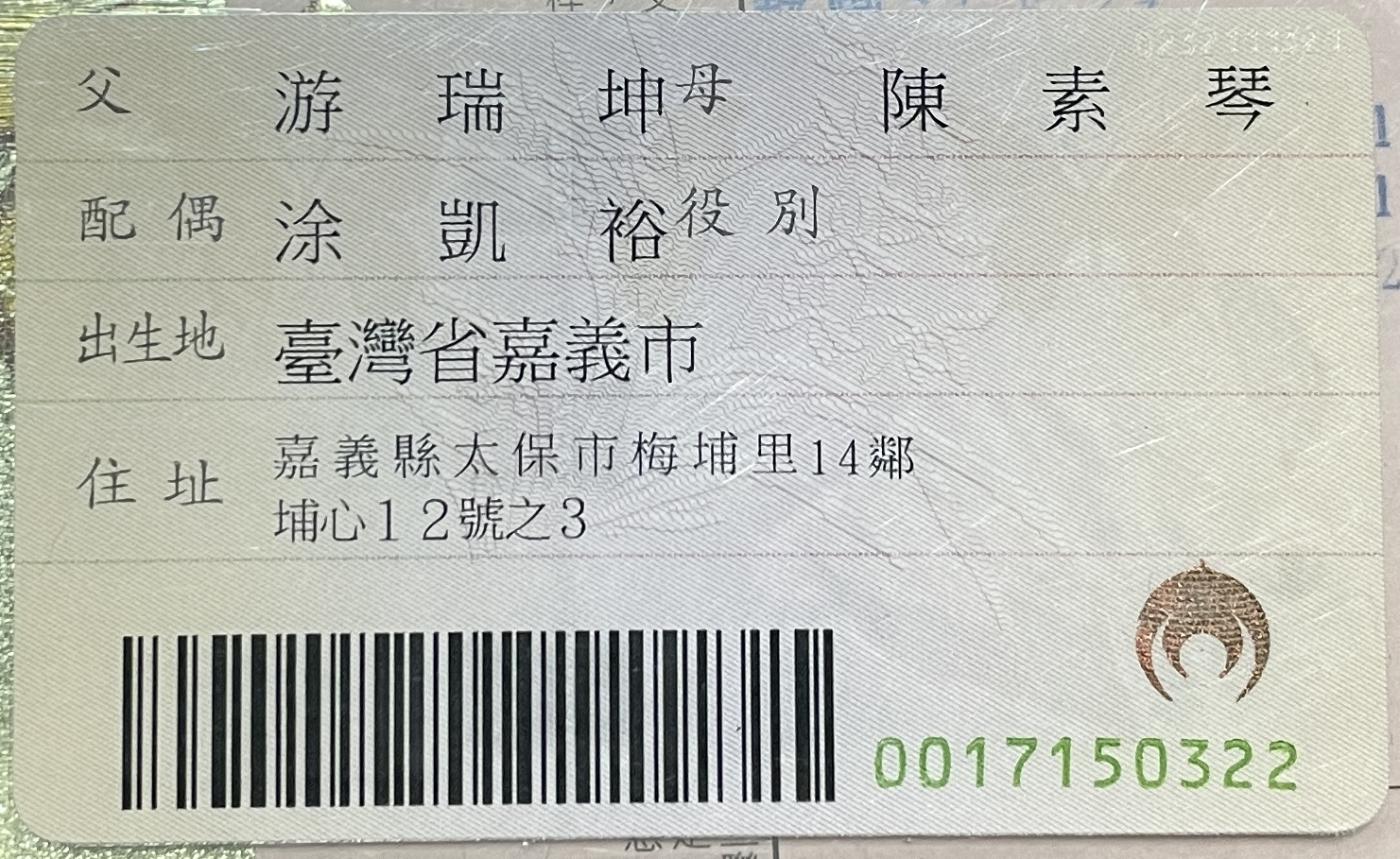 父 游瑞坤 母 陳素琴
配偶 涂凱裕 役別
出生地 臺灣省嘉義市
住址 嘉義縣太保市梅埔里14鄰
埔心12號之3
0017150322